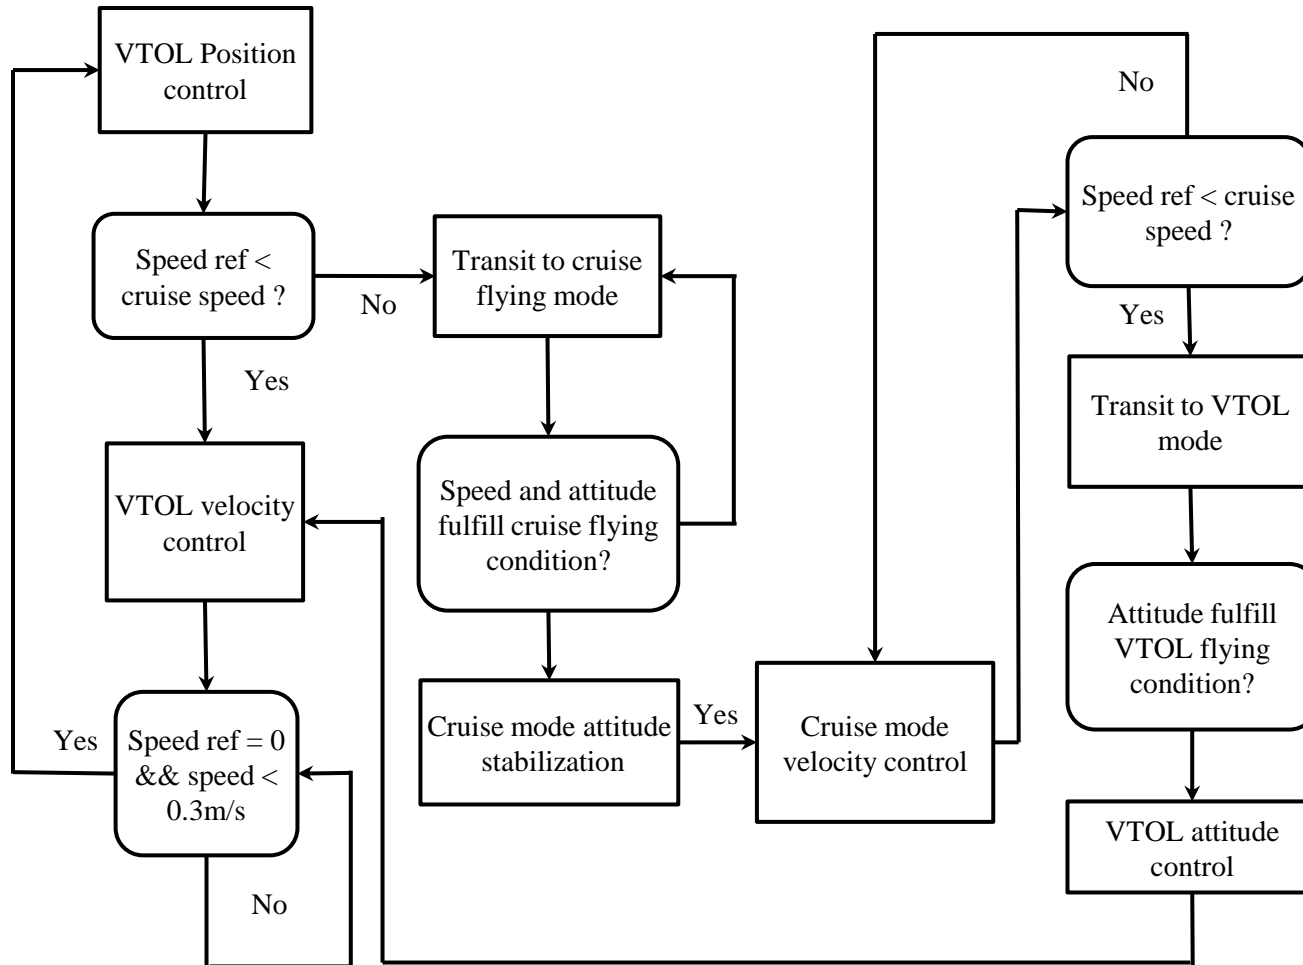 VTOL Position
control
Speed ref <
cruise speed ?
No
Yes
Transit to cruise
flying mode
VTOL velocity
control
Speed and attitude
fulfill cruise flying
condition?
Speed ref = 0
&& speed <
0.3m/s
Yes
No
Cruise mode attitude
stabilization
Yes
Cruise mode
velocity control
No
Speed ref < cruise
speed ?
Yes
Transit to VTOL
mode
Attitude fulfill
VTOL flying
condition?
VTOL attitude
control